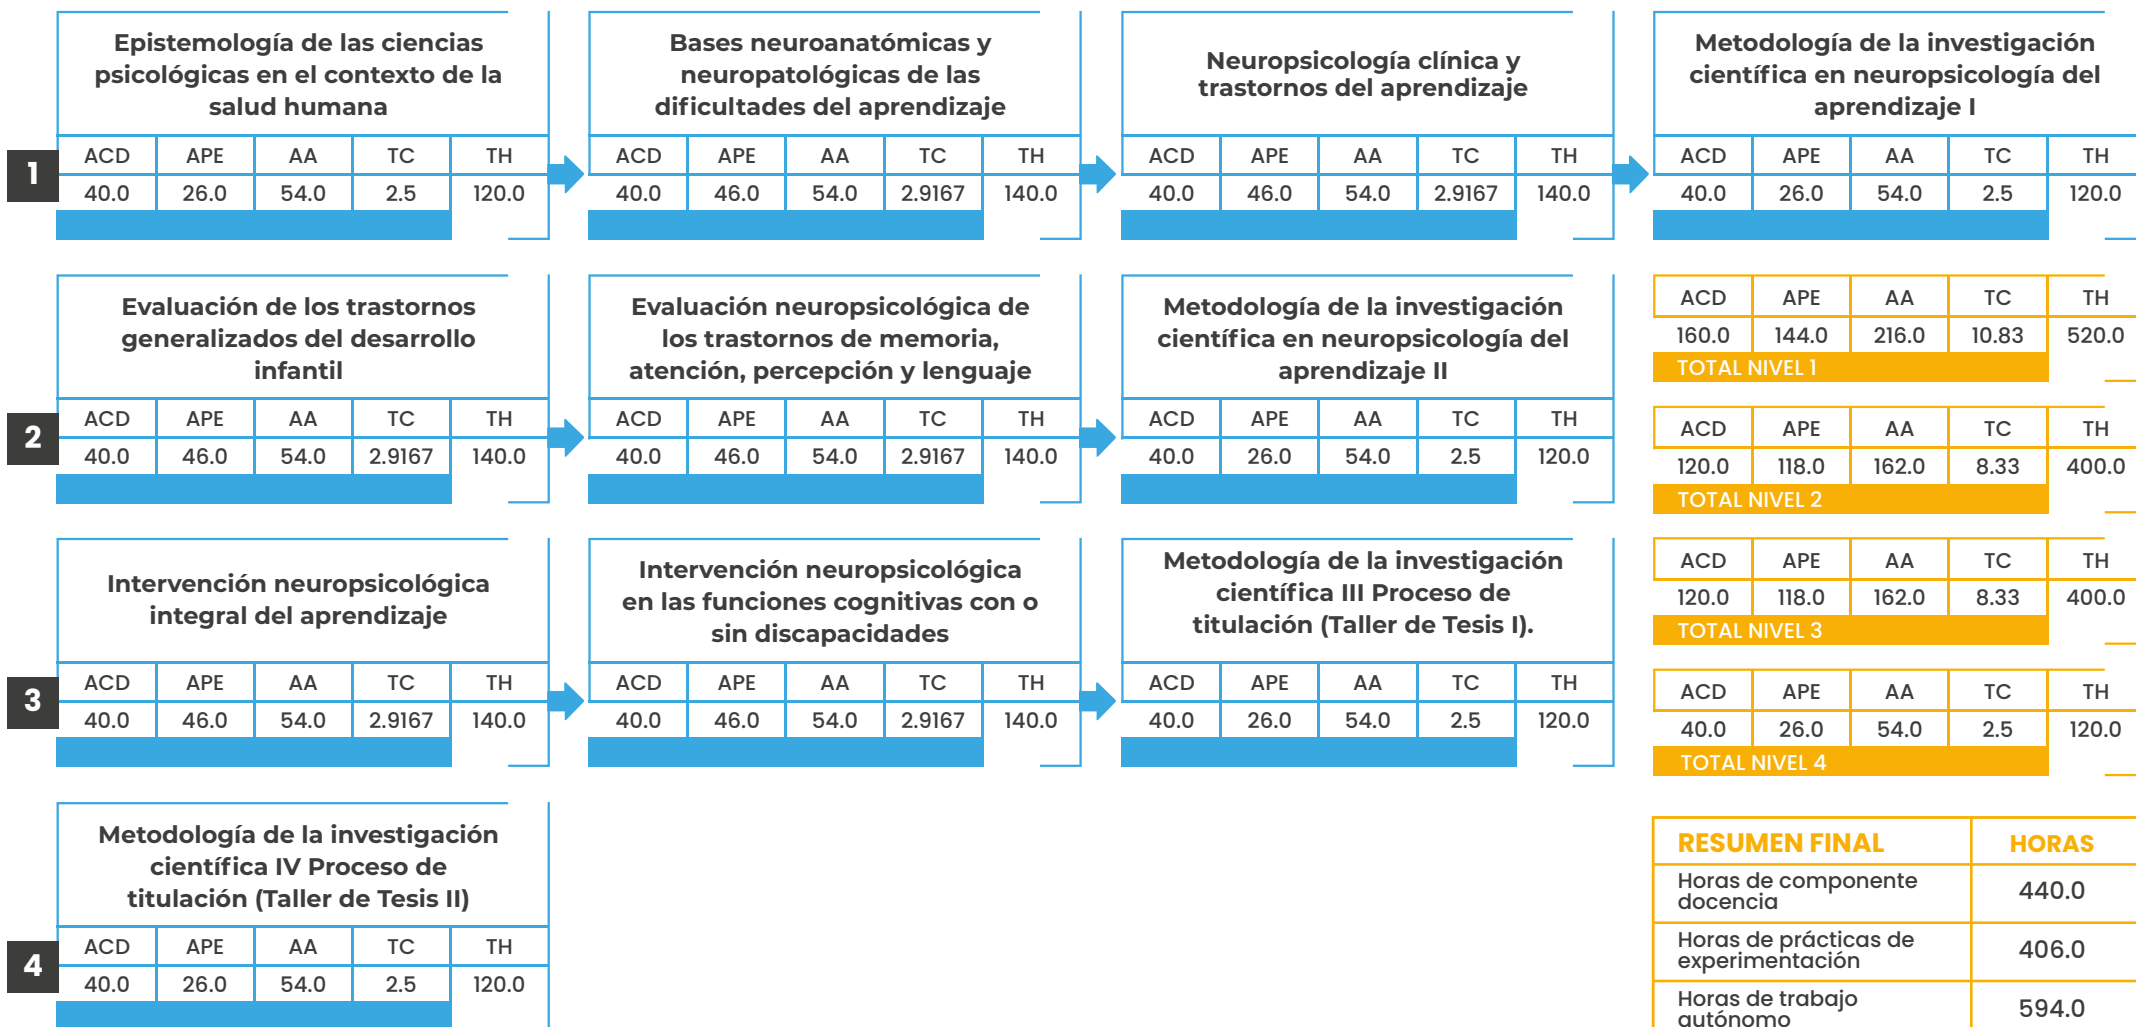 Epistemología de las ciencias
psicológicas en el contexto de la
salud humana
Bases neuroanatómicas y
neuropatológicas de las
dificultades del aprendizaje
Neuropsicología clínica y
trastornos del aprendizaje
Metodología de la investigación
científica en neuropsicología del
aprendizaje I
1
ACD APE AA TC TH
40.0 26.0 54.0 2.5 120.0
ACD APE AA TC TH
40.0 46.0 54.0 2.9167 140.0
ACD APE AA TC TH
40.0 46.0 54.0 2.9167 140.0
ACD APE AA TC TH
40.0 26.0 54.0 2.5 120.0
Evaluación de los trastornos
generalizados del desarrollo
infantil
Evaluación neuropsicológica de
los trastornos de memoria,
atención, percepción y lenguaje
Metodología de la investigación
científica en neuropsicología del
aprendizaje II
2
ACD APE AA TC TH
40.0 46.0 54.0 2.9167 140.0
ACD APE AA TC TH
40.0 46.0 54.0 2.9167 140.0
ACD APE AA TC TH
40.0 26.0 54.0 2.5 120.0
ACD APE AA TC TH
160.0 144.0 216.0 10.83 520.0
TOTAL NIVEL 1
ACD APE AA TC TH
120.0 118.0 162.0 8.33 400.0
TOTAL NIVEL 2
Intervención neuropsicológica
integral del aprendizaje
Intervención neuropsicológica
en las funciones cognitivas con o
sin discapacidades
Metodología de la investigación
científica III Proceso de
titulación (Taller de Tesis I).
3
ACD APE AA TC TH
40.0 46.0 54.0 2.9167 140.0
ACD APE AA TC TH
40.0 46.0 54.0 2.9167 140.0
ACD APE AA TC TH
40.0 26.0 54.0 2.5 120.0
ACD APE AA TC TH
120.0 118.0 162.0 8.33 400.0
TOTAL NIVEL 3
ACD APE AA TC TH
40.0 26.0 54.0 2.5 120.0
TOTAL NIVEL 4
Metodología de la investigación
científica IV Proceso de
titulación (Taller de Tesis II)
4
ACD APE AA TC TH
40.0 26.0 54.0 2.5 120.0
RESUMEN FINAL HORAS
Horas de componente
docencia
440.0
Horas de prácticas de
experimentación
406.0
Horas de trabajo
autónomo
594.0